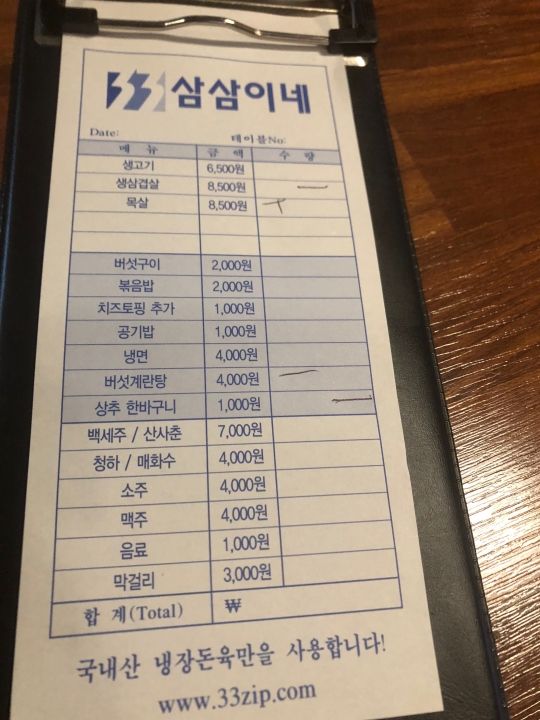 33 삼삼이네
Date: 테이블No:
메 뉴 금 액 수 량
생고기 6,500원
생삼겹살 8,500원 一
목살 8,500원 丅
버섯구이 2,000원
볶음밥 2,000원
치즈토핑 추가 1,000원
공기밥 1,000원
냉면 4,000원
버섯계란탕 4,000원 一
상추 한바구니 1,000원 一
백세주 / 산사춘 7,000원
청하 / 매화수 4,000원
소주 4,000원
맥주 4,000원
음료 1,000원
막걸리 3,000원
합 계(Total) ₩
국내산 냉장돈육만을 사용합니다!
www.33zip.com